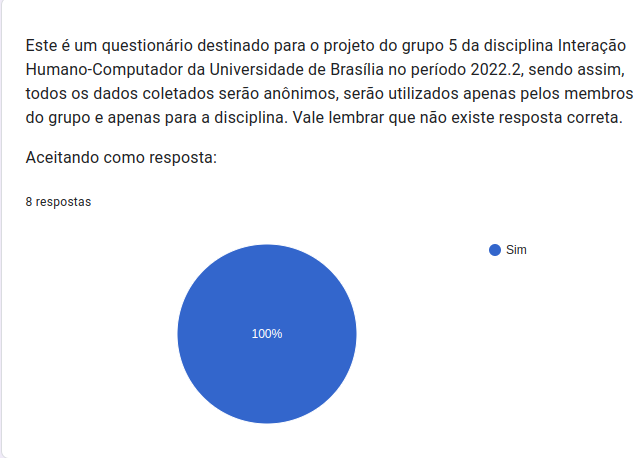 Este é um questionário destinado para o projeto do grupo 5 da disciplina Interação
Humano-Computador da Universidade de Brasília no período 2022.2, sendo assim,
todos os dados coletados serão anônimos, serão utilizados apenas pelos membros
do grupo e apenas para a disciplina. Vale lembrar que não existe resposta correta.
Aceitando como resposta:
8 respostas
Sim
100%